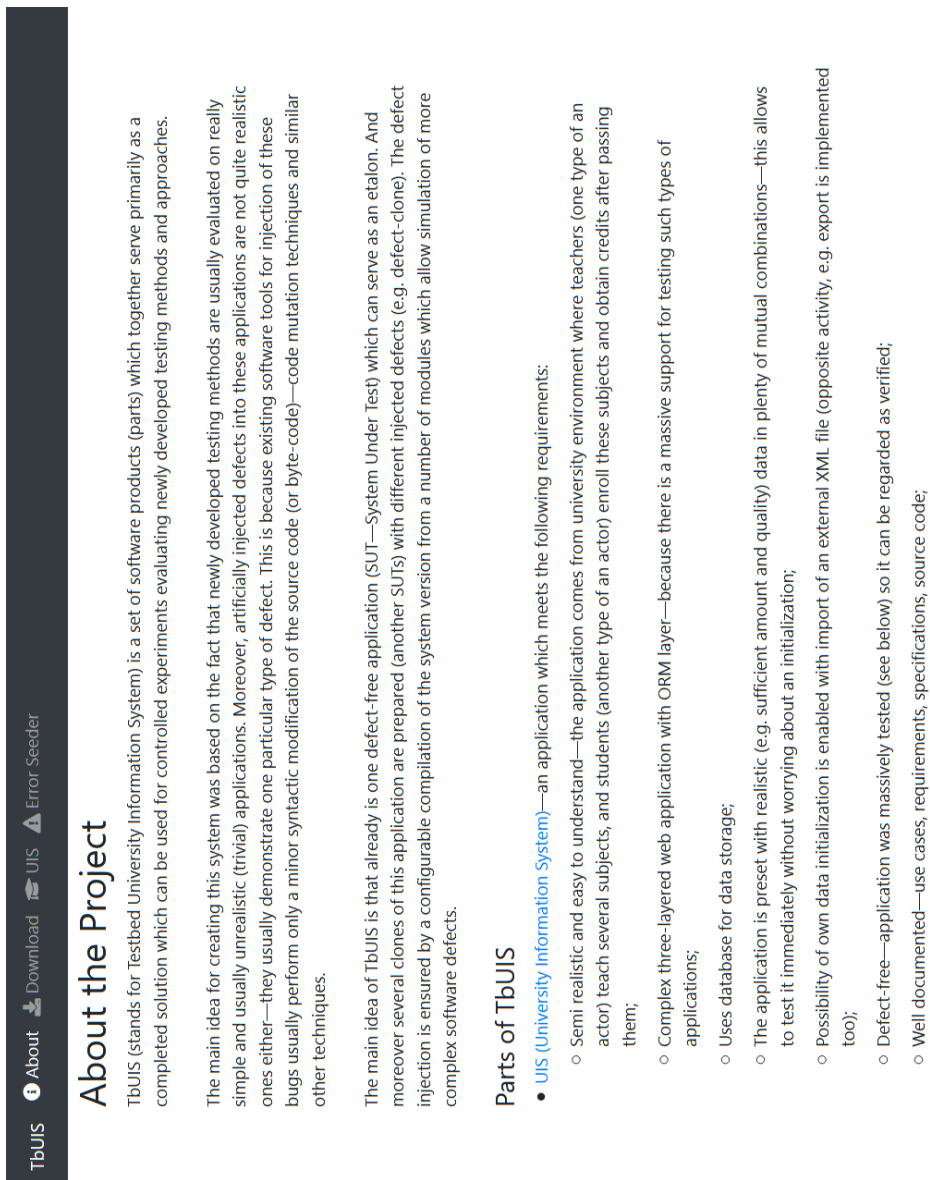 TbUIS About Download UIS Error Seeder
About the Project
TbUIS (stands for Testbed University Information System) is a set of software products (parts) which together serve primarily as a
completed solution which can be used for controlled experiments evaluating newly developed testing methods and approaches.
The main idea for creating this system was based on the fact that newly developed testing methods are usually evaluated on really
simple and usually unrealistic (trivial) applications. Moreover, artificially injected defects into these applications are not quite realistic
ones either—they usually demonstrate one particular type of defect. This is because existing software tools for injection of these
bugs usually perform only a minor syntactic modification of the source code (or byte-code)—code mutation techniques and similar
other techniques.
The main idea of TbUIS is that already is one defect-free application (SUT—System Under Test) which can serve as an etalon. And
moreover several clones of this application are prepared (another SUTs) with different injected defects (e.g. defect-clone). The defect
injection is ensured by a configurable compilation of the system version from a number of modules which allow simulation of more
complex software defects.
Parts of TbUIS
• UIS (University Information System)—an application which meets the following requirements:
○ Semi realistic and easy to understand—the application comes from university environment where teachers (one type of an
actor) teach several subjects, and students (another type of an actor) enroll these subjects and obtain credits after passing
them;
○ Complex three-layered web application with ORM layer—because there is a massive support for testing such types of
applications;
○ Uses database for data storage;
○ The application is preset with realistic (e.g. sufficient amount and quality) data in plenty of mutual combinations—this allows
to test it immediately without worrying about an initialization;
○ Possibility of own data initialization is enabled with import of an external XML file (opposite activity, e.g. export is implemented
too);
○ Defect-free—application was massively tested (see below) so it can be regarded as verified;
○ Well documented—use cases, requirements, specifications, source code;